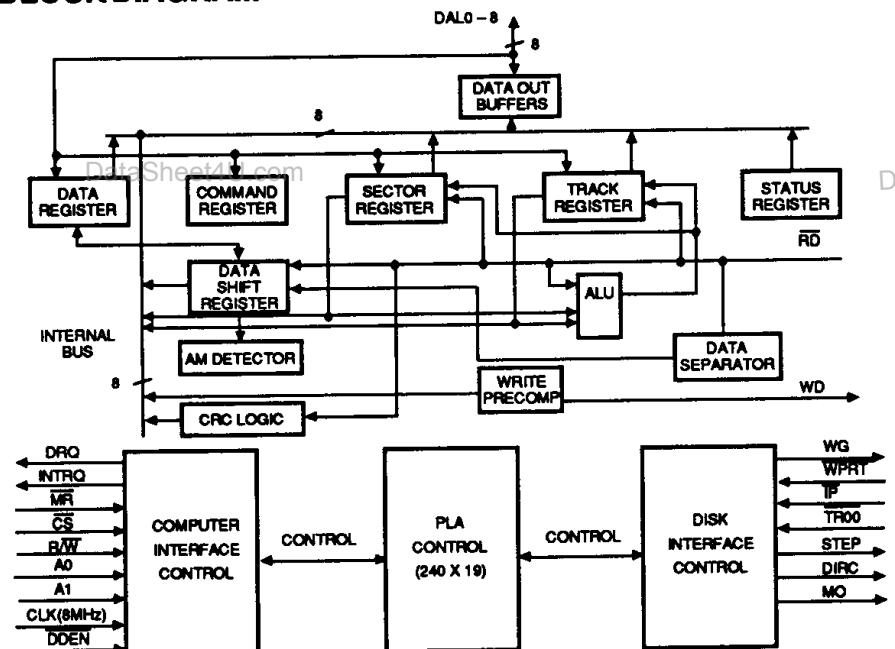 DAL0 – 8
8
DATA OUT
BUFFERS
8
DataSheet4U.com
D
DATA
REGISTER
COMMAND
REGISTER
SECTOR
REGISTER
TRACK
REGISTER
STATUS
REGISTER
RD
DATA
SHIFT
REGISTER
ALU
INTERNAL
BUS
AM DETECTOR
DATA
SEPARATOR
8
WRITE
PRECOMP
WD
CRC LOGIC
DRQ
INTRQ
MR
CS
R/W
A0
A1
CLK(8MHz)
DDEN
COMPUTER
INTERFACE
CONTROL
CONTROL
PLA
CONTROL
(240 X 19)
CONTROL
DISK
INTERFACE
CONTROL
WG
WPRT
IP
TR00
STEP
DIRC
MO